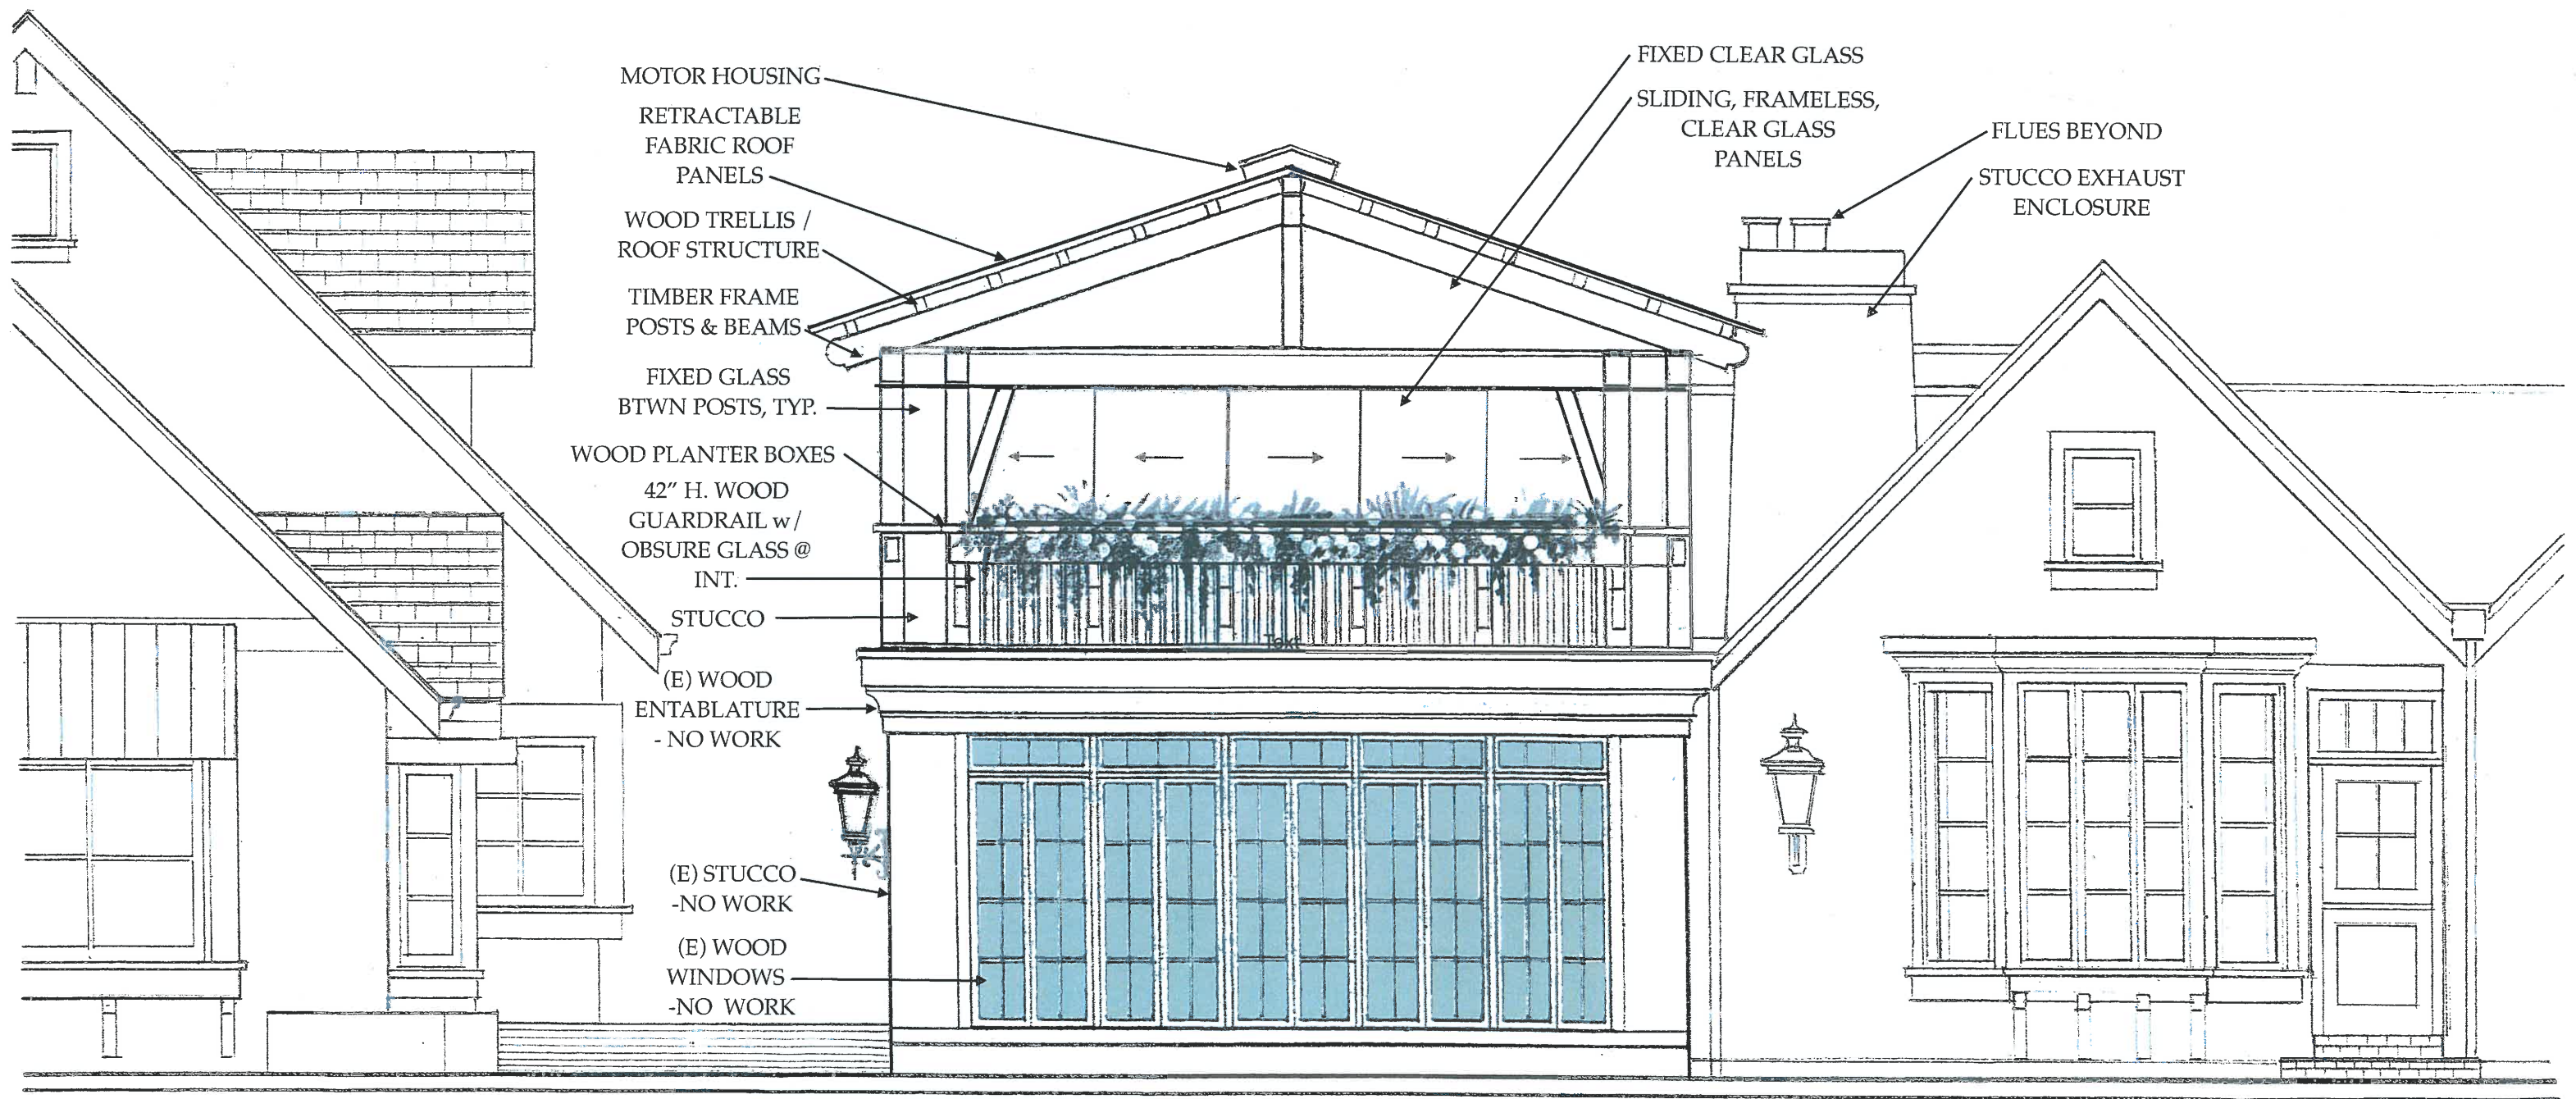 MOTOR HOUSING
RETRACTABLE
FABRIC ROOF
PANELS
WOOD TRELLIS /
ROOF STRUCTURE
TIMBER FRAME
POSTS & BEAMS
FIXED GLASS
BTWN POSTS, TYP.
WOOD PLANTER BOXES
42" H. WOOD
GUARDRAIL w/
OBSURE GLASS @
INT.
STUCCO
(E) WOOD
ENTABLATURE
- NO WORK
(E) STUCCO
-NO WORK
(E) WOOD
WINDOWS
-NO WORK
Text
FIXED CLEAR GLASS
SLIDING, FRAMELESS,
CLEAR GLASS
PANELS
FLUES BEYOND
STUCCO EXHAUST
ENCLOSURE